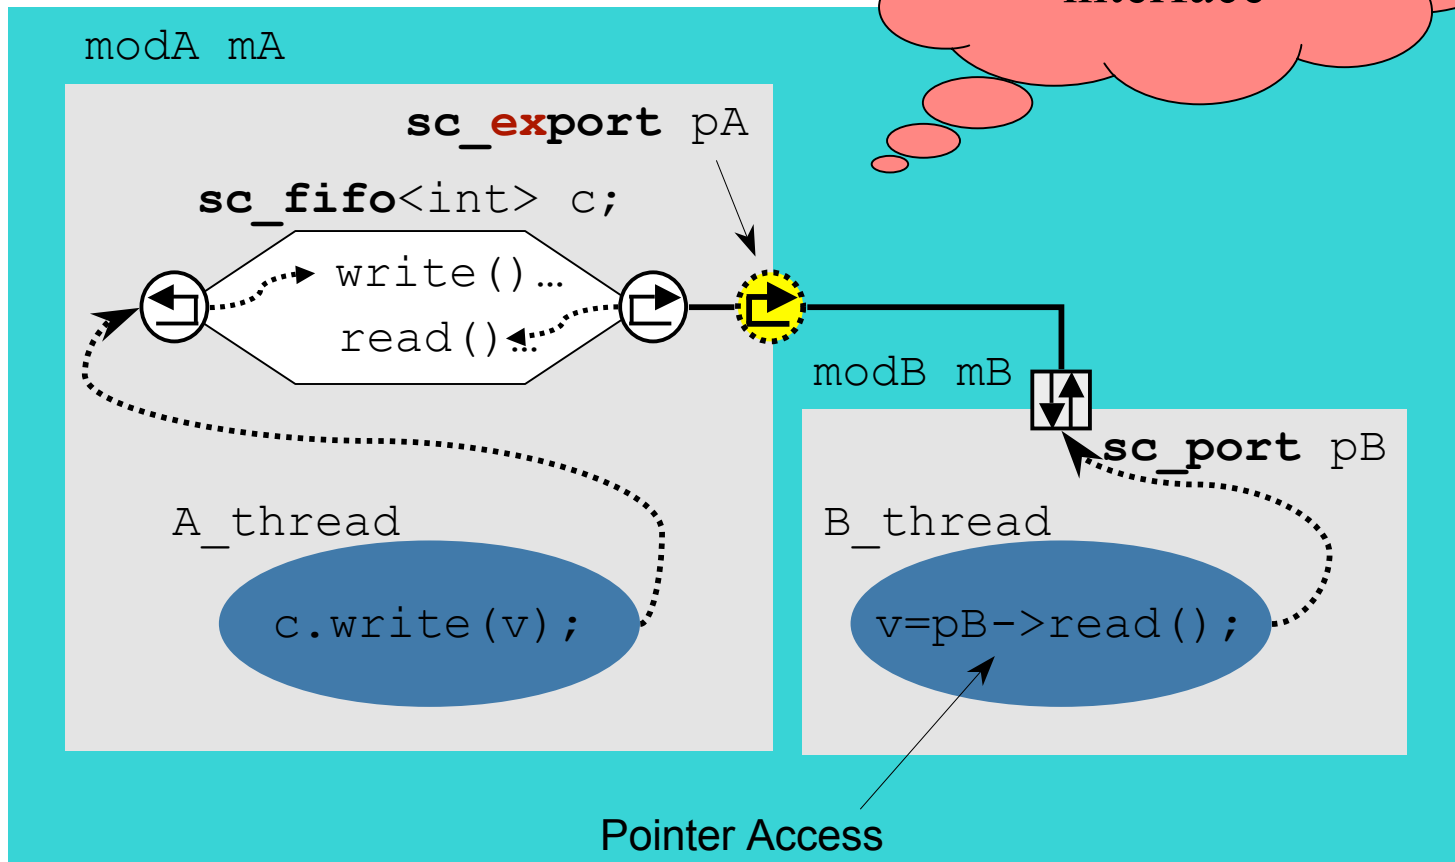 interface
modA mA
sc_export pA
sc_fifo<int> c;
write()…
read()…
modB mB
sc_port pB
A_thread
B_thread
c.write(v);
v=pB->read();
Pointer Access